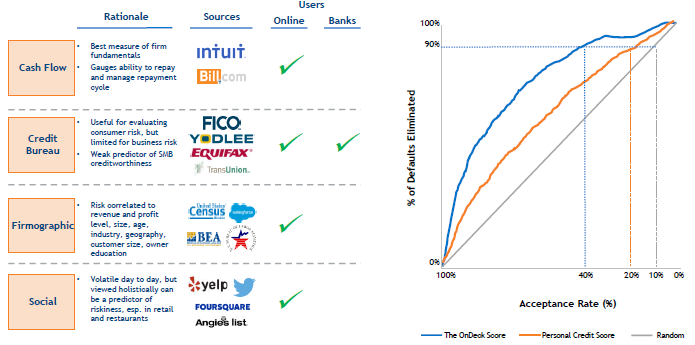 Users
Rationale
Sources
Online
Banks
Cash Flow
• Best measure of firm
fundamentals
• Gauges ability to repay
and manage repayment
cycle
intuit
Bill.com
Credit
Bureau
• Useful for evaluating
consumer risk, but
limited for business risk
• Weak predictor of SMB
creditworthiness
FICO
YODLEE
EQUIFAX
TransUnion
Firmographic
• Risk correlated to
revenue and profit
level, size, age,
industry, geography,
customer size, owner
education
United States
Census
salesforce
BEA
Social
• Volatile day to day, but
viewed holistically can
be a predictor of
riskiness, esp. in retail
and restaurants
yelp
FOURSQUARE
Angies list.
100%
90%
% of Defaults Eliminated
0%
100%
40%
20%
10%
0%
Acceptance Rate (%)
The OnDeck Score
Personal Credit Score
Random